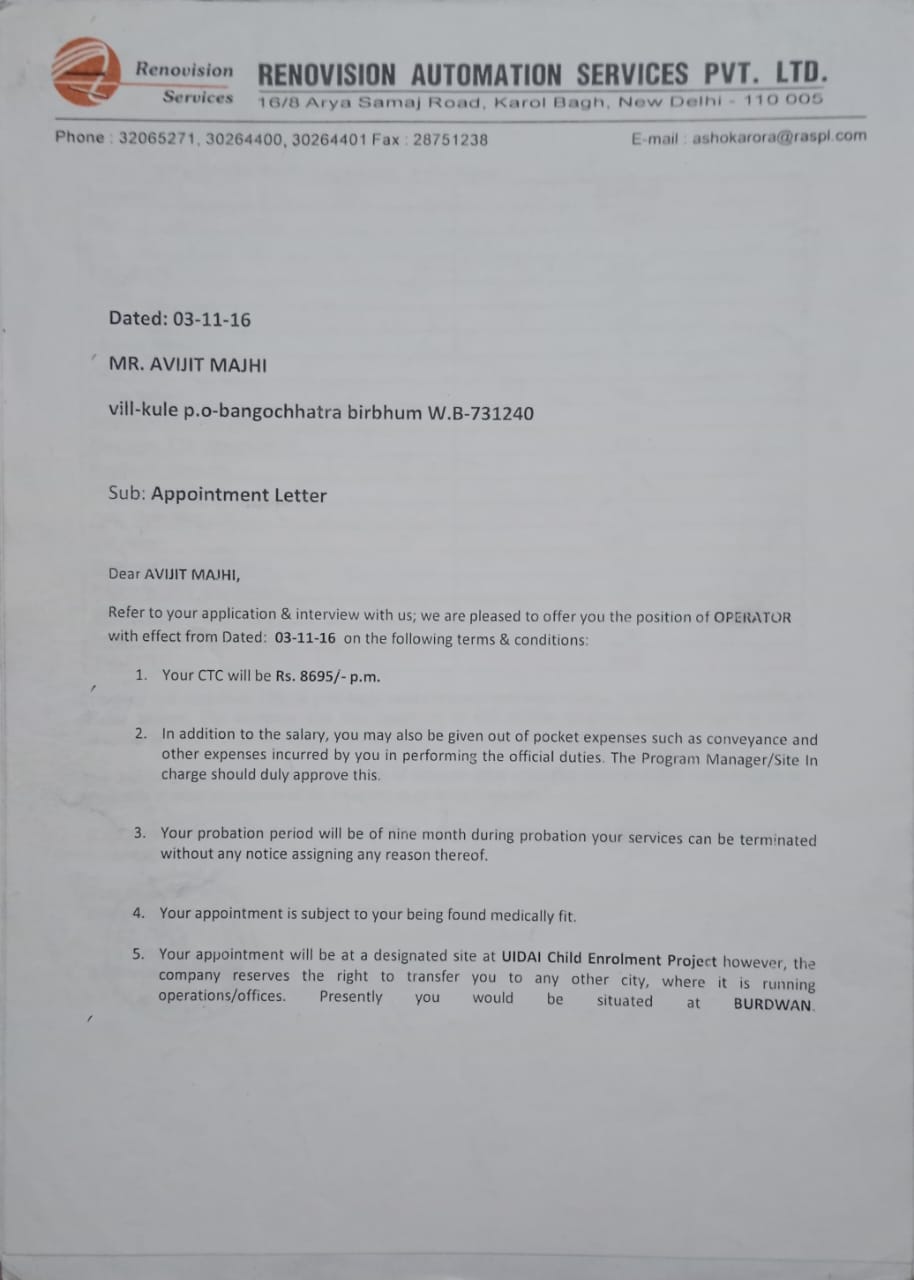 Renovision
Services
RENOVISION AUTOMATION SERVICES PVT. LTD.
16/8 Arya Samaj Road, Karol Bagh, New Delhi - 110 005
Phone : 32065271, 30264400, 30264401 Fax : 28751238
E-mail : ashokarora@raspl.com
Dated: 03-11-16
MR. AVIJIT MAJHI
vill-kule p.o-bangochhatra birbhum W.B-731240
Sub: Appointment Letter
Dear AVIJIT MAJHI,
Refer to your application & interview with us; we are pleased to offer you the position of OPERATOR
with effect from Dated: 03-11-16 on the following terms & conditions:
1. Your CTC will be Rs. 8695/- p.m.
2. In addition to the salary, you may also be given out of pocket expenses such as conveyance and
other expenses incurred by you in performing the official duties. The Program Manager/Site In
charge should duly approve this.
3. Your probation period will be of nine month during probation your services can be terminated
without any notice assigning any reason thereof.
4. Your appointment is subject to your being found medically fit.
5. Your appointment will be at a designated site at UIDAI Child Enrolment Project however, the
company reserves the right to transfer you to any other city, where it is running
operations/offices. Presently you would be situated at BURDWAN.